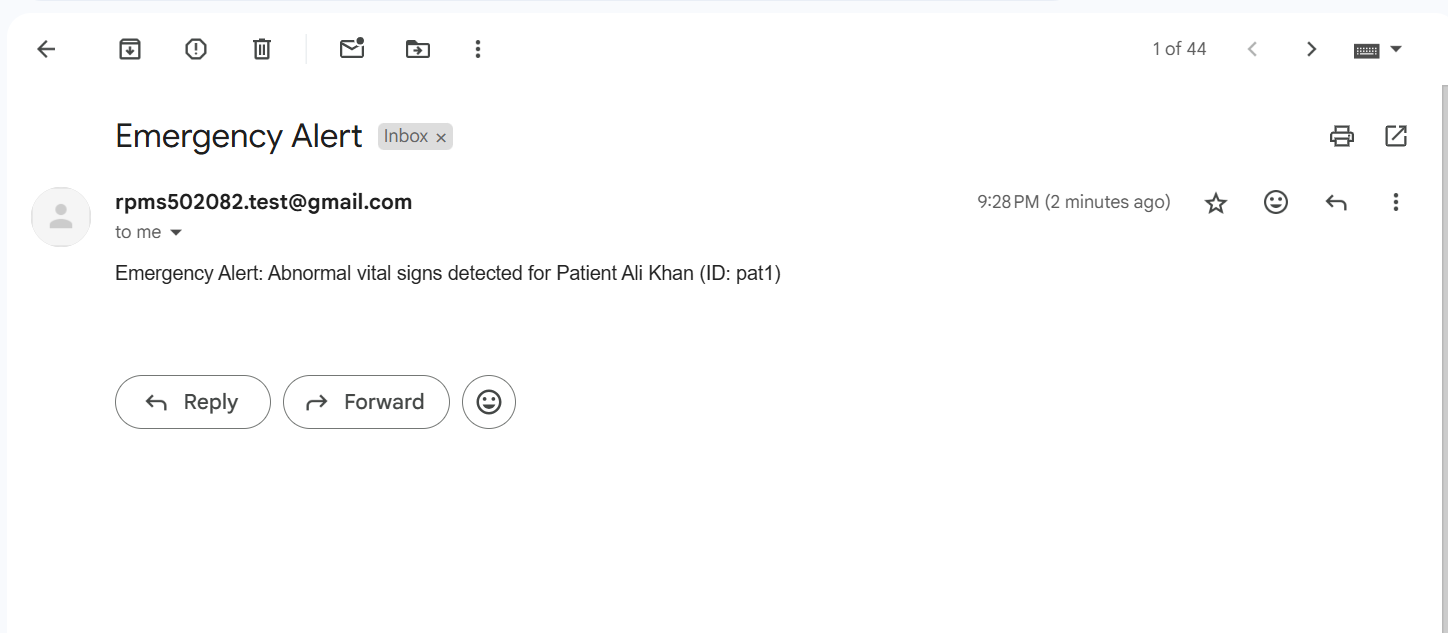 1 of 44
Emergency Alert Inbox ×
rpms502082.test@gmail.com 9:28 PM (2 minutes ago)
to me
Emergency Alert: Abnormal vital signs detected for Patient Ali Khan (ID: pat1)
Reply Forward